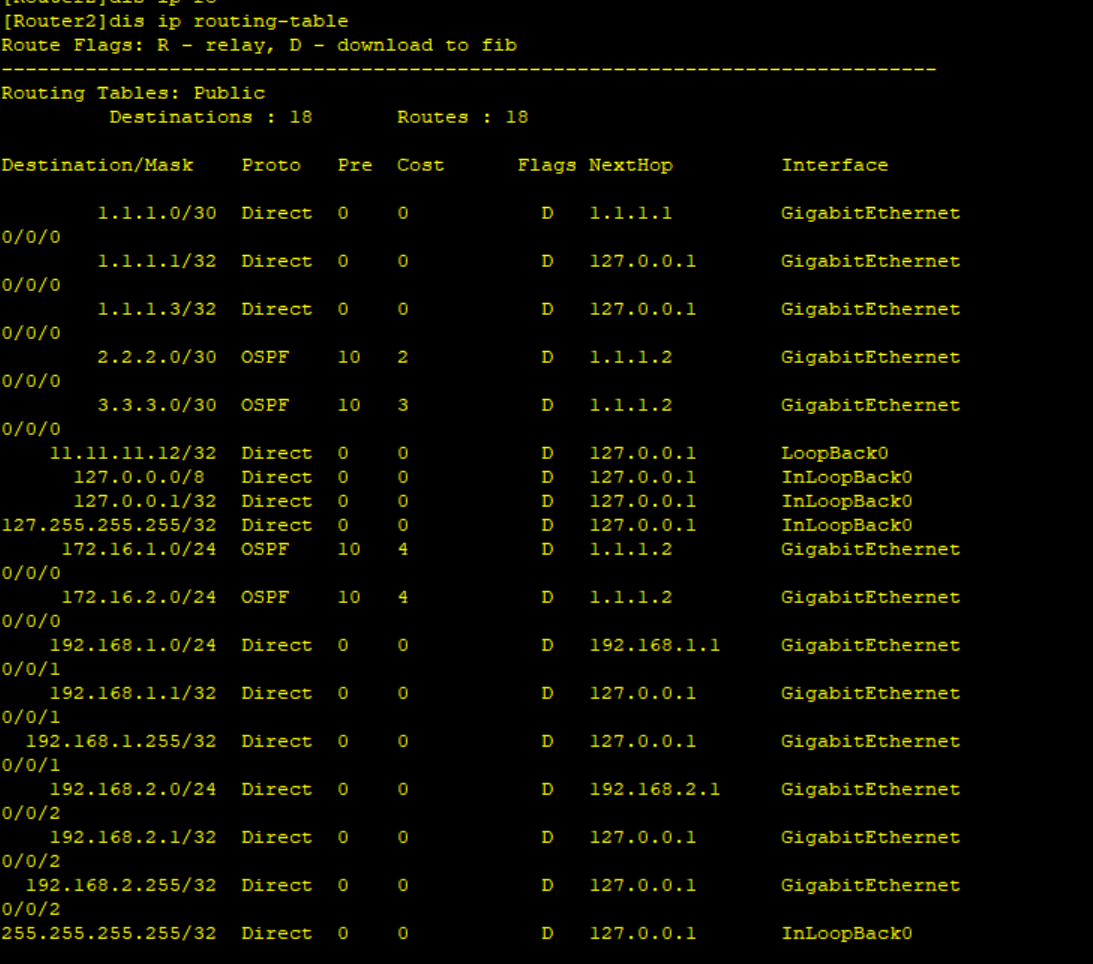 [Router2]dis ip ro
[Router2]dis ip routing-table
Route Flags: R - relay, D - download to fib
------------------------------------------------------------------------------
Routing Tables: Public
         Destinations : 18       Routes : 18

Destination/Mask    Proto   Pre  Cost      Flags NextHop         Interface

        1.1.1.0/30  Direct  0    0           D   1.1.1.1         GigabitEthernet
0/0/0
        1.1.1.1/32  Direct  0    0           D   127.0.0.1       GigabitEthernet
0/0/0
        1.1.1.3/32  Direct  0    0           D   127.0.0.1       GigabitEthernet
0/0/0
        2.2.2.0/30  OSPF    10   2           D   1.1.1.2         GigabitEthernet
0/0/0
        3.3.3.0/30  OSPF    10   3           D   1.1.1.2         GigabitEthernet
0/0/0
    11.11.11.12/32  Direct  0    0           D   127.0.0.1       LoopBack0
      127.0.0.0/8   Direct  0    0           D   127.0.0.1       InLoopBack0
      127.0.0.1/32  Direct  0    0           D   127.0.0.1       InLoopBack0
127.255.255.255/32  Direct  0    0           D   127.0.0.1       InLoopBack0
     172.16.1.0/24  OSPF    10   4           D   1.1.1.2         GigabitEthernet
0/0/0
     172.16.2.0/24  OSPF    10   4           D   1.1.1.2         GigabitEthernet
0/0/0
    192.168.1.0/24  Direct  0    0           D   192.168.1.1     GigabitEthernet
0/0/1
    192.168.1.1/32  Direct  0    0           D   127.0.0.1       GigabitEthernet
0/0/1
  192.168.1.255/32  Direct  0    0           D   127.0.0.1       GigabitEthernet
0/0/1
    192.168.2.0/24  Direct  0    0           D   192.168.2.1     GigabitEthernet
0/0/2
    192.168.2.1/32  Direct  0    0           D   127.0.0.1       GigabitEthernet
0/0/2
  192.168.2.255/32  Direct  0    0           D   127.0.0.1       GigabitEthernet
0/0/2
255.255.255.255/32  Direct  0    0           D   127.0.0.1       InLoopBack0